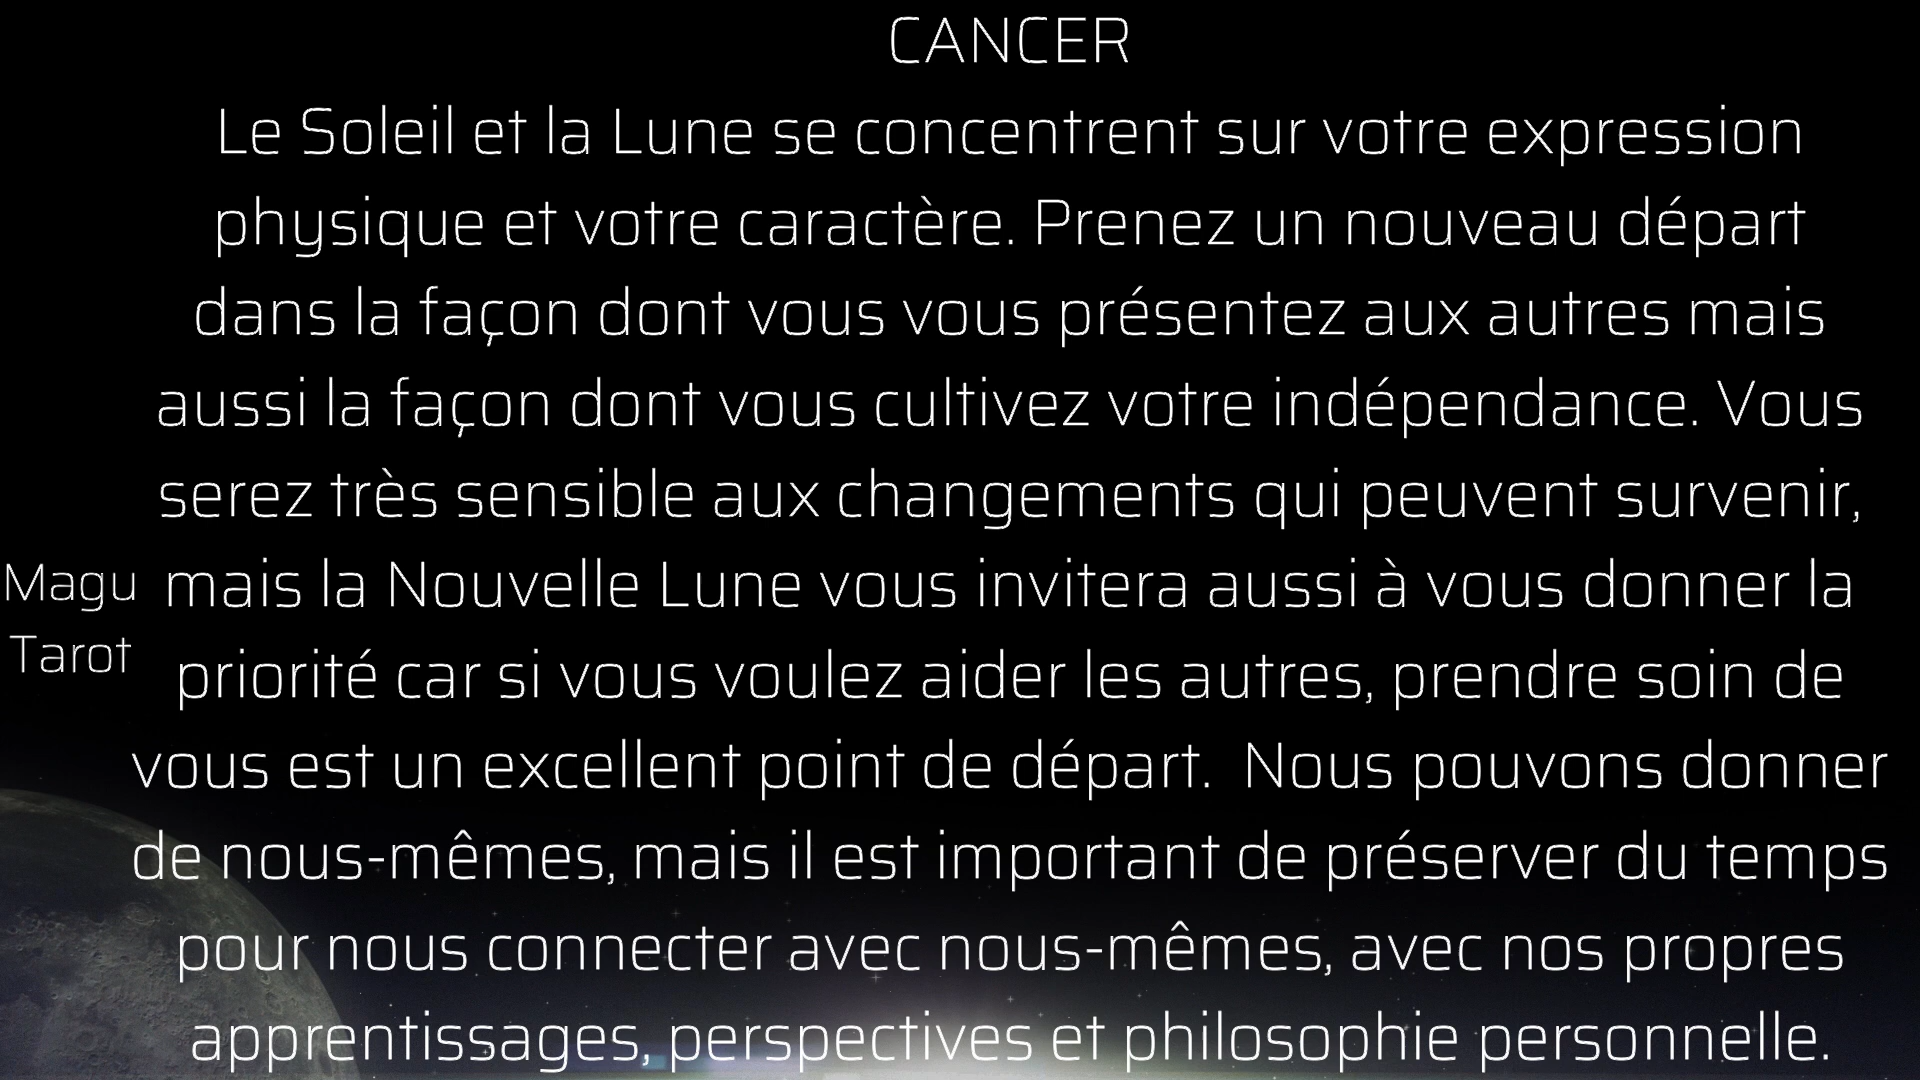 CANCER
Le Soleil et la Lune se concentrent sur votre expression
physique et votre caractère. Prenez un nouveau départ
dans la façon dont vous vous présentez aux autres mais
aussi la façon dont vous cultivez votre indépendance. Vous
serez très sensible aux changements qui peuvent survenir,
mais la Nouvelle Lune vous invitera aussi à vous donner la
priorité car si vous voulez aider les autres, prendre soin de
vous est un excellent point de départ.  Nous pouvons donner
de nous-mêmes, mais il est important de préserver du temps
pour nous connecter avec nous-mêmes, avec nos propres
apprentissages, perspectives et philosophie personnelle.
Magu
Tarot